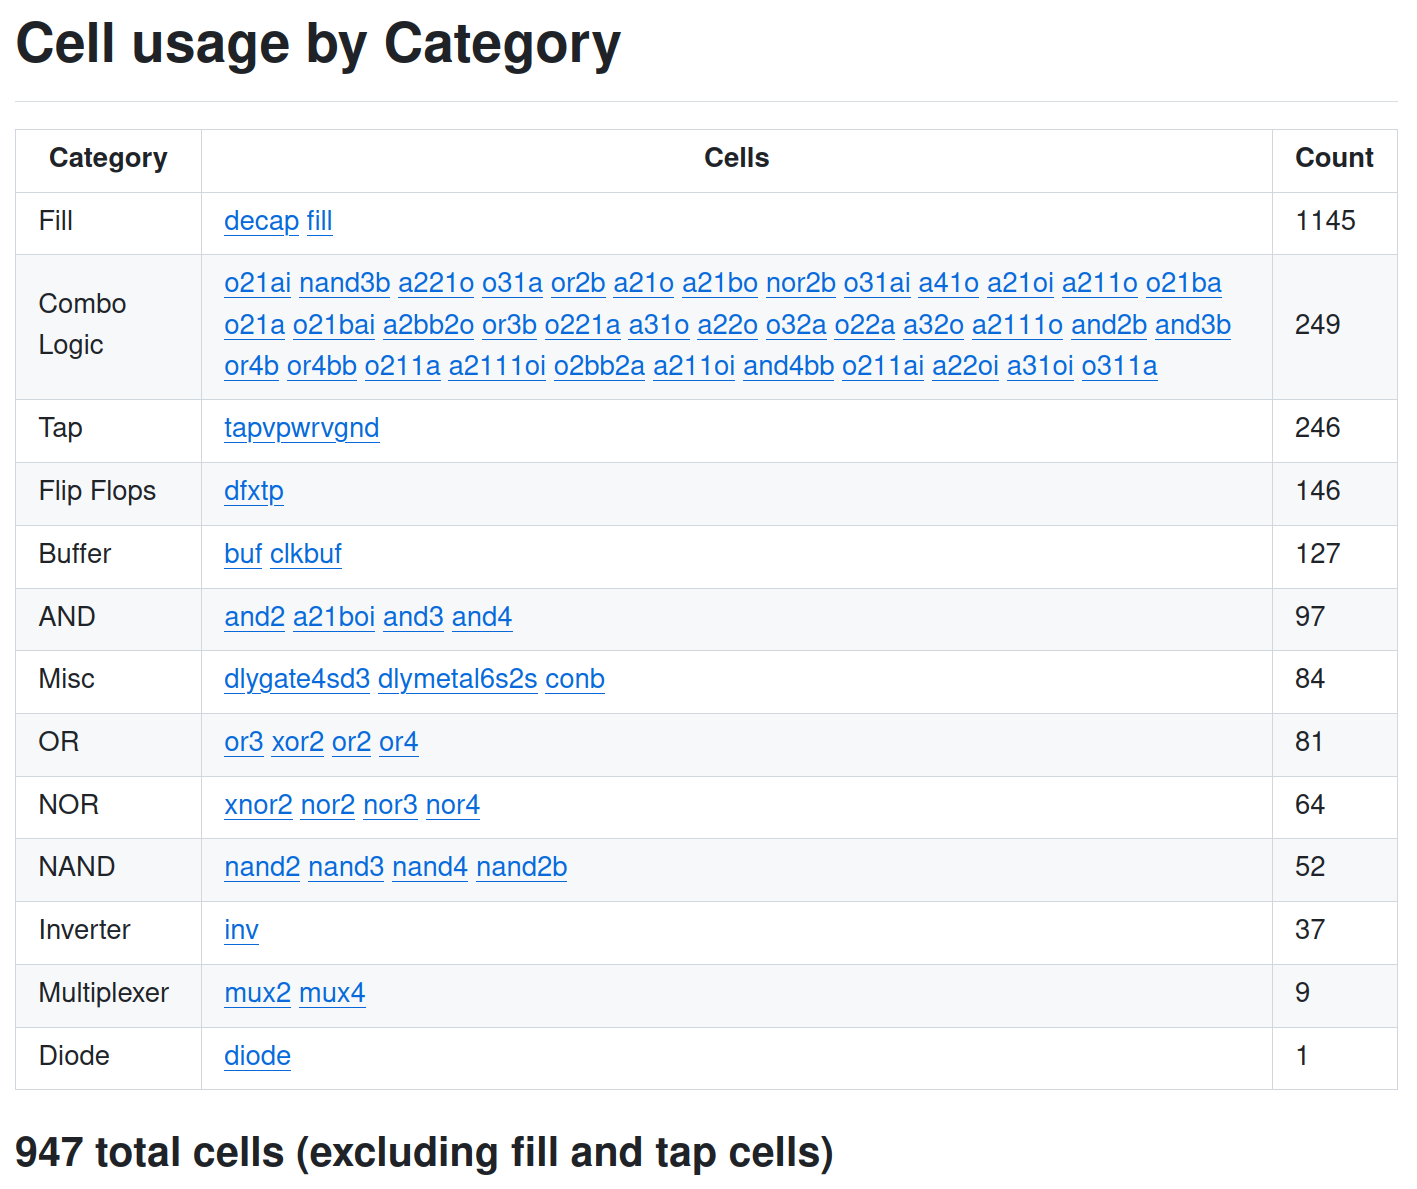 Cell usage by Category
Category Cells Count
Fill decap fill 1145
Combo Logic o21ai nand3b a221o o31a or2b a21o a21bo nor2b o31ai a41o a21oi a211o o21ba
o21a o21bai a2bb2o or3b o221a a31o a22o o32a o22a a32o a2111o and2b and3b
or4b or4bb o211a a2111oi o2bb2a a211oi and4bb o211ai a22oi a31oi o311a 249
Tap tapvpwrvgnd 246
Flip Flops dfxtp 146
Buffer buf clkbuf 127
AND and2 a21boi and3 and4 97
Misc dlygate4sd3 dlymetal6s2s conb 84
OR or3 xor2 or2 or4 81
NOR xnor2 nor2 nor3 nor4 64
NAND nand2 nand3 nand4 nand2b 52
Inverter inv 37
Multiplexer mux2 mux4 9
Diode diode 1
947 total cells (excluding fill and tap cells)